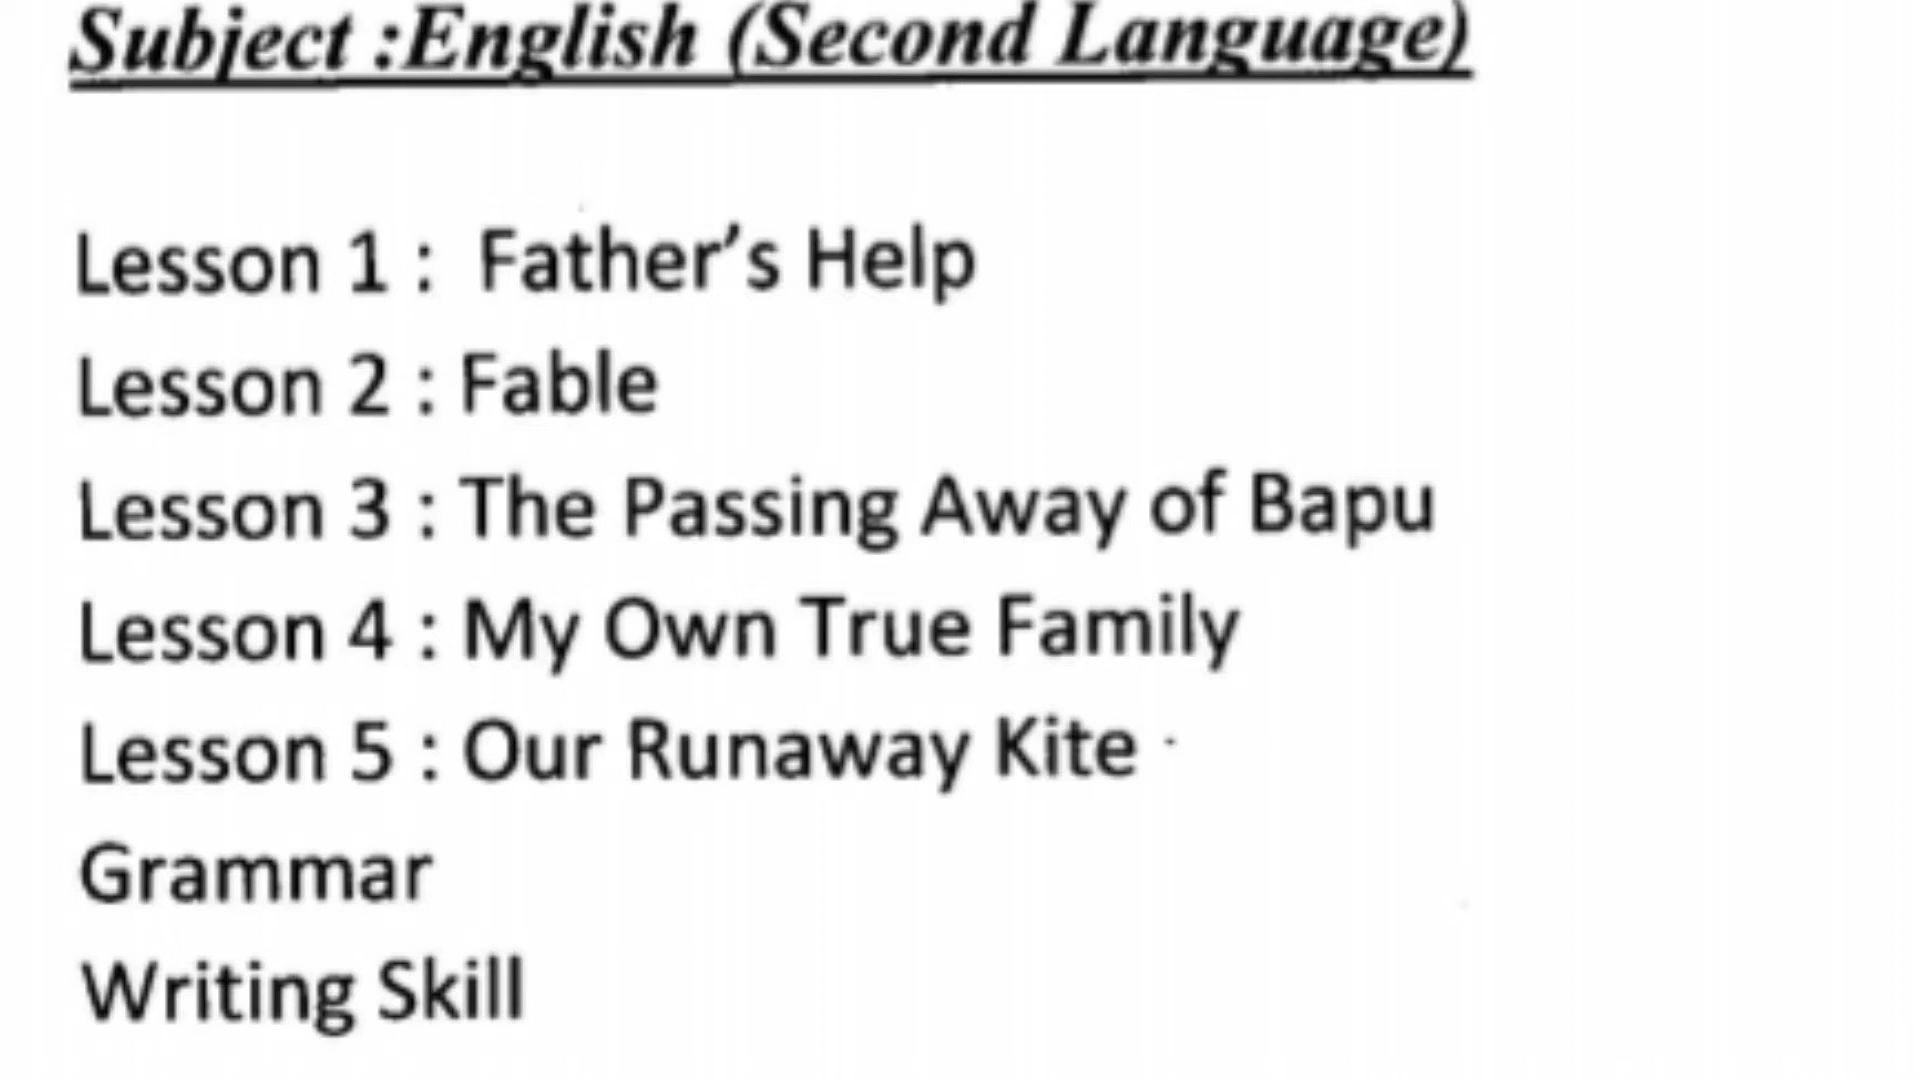 Subject :English (Second Language)
Lesson 1 : Father’s Help
Lesson 2 : Fable
Lesson 3 : The Passing Away of Bapu
Lesson 4 : My Own True Family
Lesson 5 : Our Runaway Kite
Grammar
Writing Skill